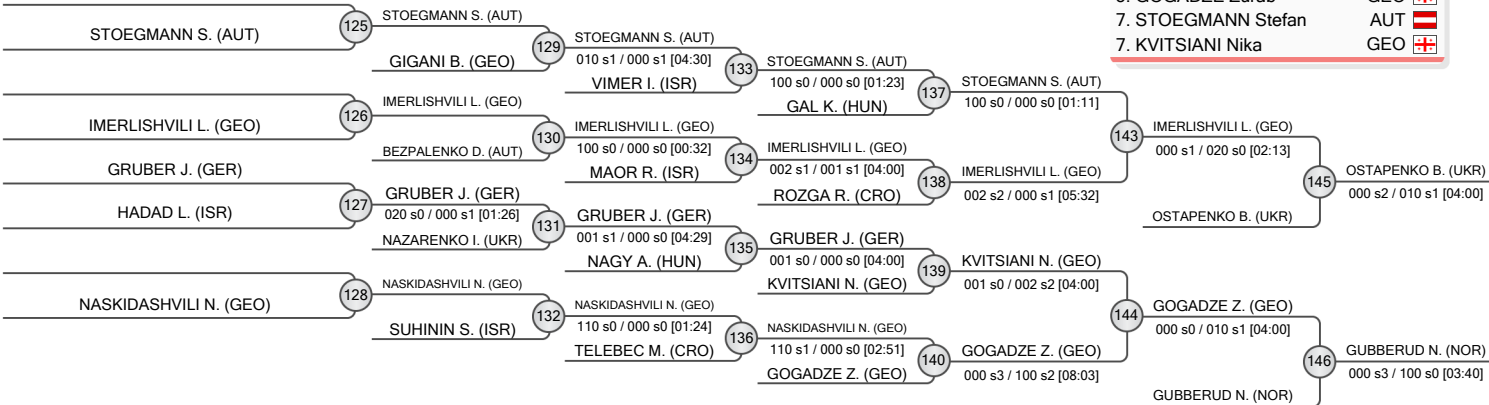 STOEGMANN S. (AUT)
125
STOEGMANN S. (AUT)
GIGANI B. (GEO)
129
STOEGMANN S. (AUT)
010 s1 / 000 s1 [04:30]
VIMER I. (ISR)
133
STOEGMANN S. (AUT)
100 s0 / 000 s0 [01:23]
GAL K. (HUN)
137
STOEGMANN S. (AUT)
100 s0 / 000 s0 [01:11]
7. STOEGMANN Stefan AUT
7. KVITSIANI Nika GEO
IMERLISHVILI L. (GEO)
126
IMERLISHVILI L. (GEO)
BEZPALENKO D. (AUT)
130
IMERLISHVILI L. (GEO)
100 s0 / 000 s0 [00:32]
MAOR R. (ISR)
134
IMERLISHVILI L. (GEO)
002 s1 / 001 s1 [04:00]
ROZGA R. (CRO)
138
IMERLISHVILI L. (GEO)
002 s2 / 000 s1 [05:32]
143
IMERLISHVILI L. (GEO)
000 s1 / 020 s0 [02:13]
OSTAPENKO B. (UKR)
145
OSTAPENKO B. (UKR)
000 s2 / 010 s1 [04:00]
GRUBER J. (GER)
HADAD L. (ISR)
127
GRUBER J. (GER)
020 s0 / 000 s1 [01:26]
NAZARENKO I. (UKR)
131
GRUBER J. (GER)
001 s1 / 000 s0 [04:29]
NAGY A. (HUN)
135
GRUBER J. (GER)
001 s0 / 000 s0 [04:00]
KVITSIANI N. (GEO)
139
KVITSIANI N. (GEO)
001 s0 / 002 s2 [04:00]
NASKIDASHVILI N. (GEO)
128
NASKIDASHVILI N. (GEO)
SUHININ S. (ISR)
132
NASKIDASHVILI N. (GEO)
110 s0 / 000 s0 [01:24]
TELEBEC M. (CRO)
136
NASKIDASHVILI N. (GEO)
110 s1 / 000 s0 [02:51]
GOGADZE Z. (GEO)
140
GOGADZE Z. (GEO)
000 s3 / 100 s2 [08:03]
144
GOGADZE Z. (GEO)
000 s0 / 010 s1 [04:00]
GUBBERUD N. (NOR)
146
GUBBERUD N. (NOR)
000 s3 / 100 s0 [03:40]